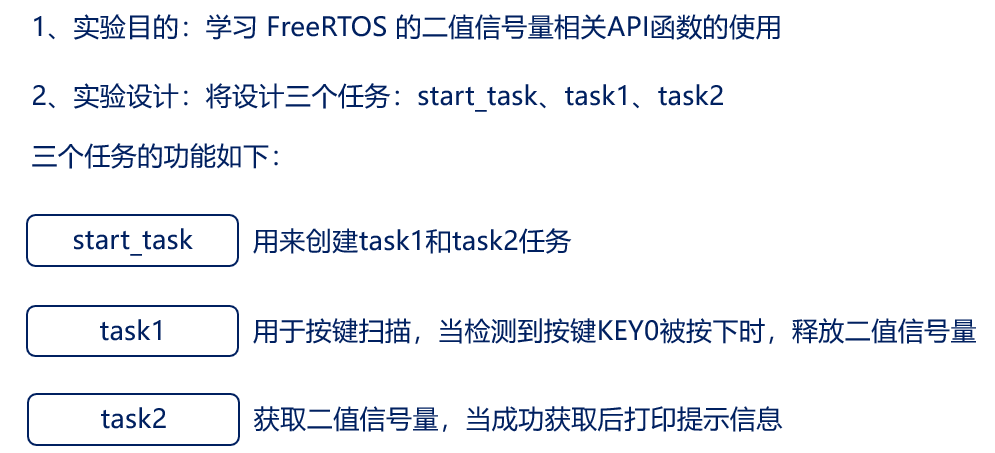 1、实验目的：学习 FreeRTOS 的二值信号量相关API函数的使用
2、实验设计：将设计三个任务：start_task、task1、task2
三个任务的功能如下：
start_task 用来创建task1和task2任务
task1 用于按键扫描，当检测到按键KEY0被按下时，释放二值信号量
task2 获取二值信号量，当成功获取后打印提示信息